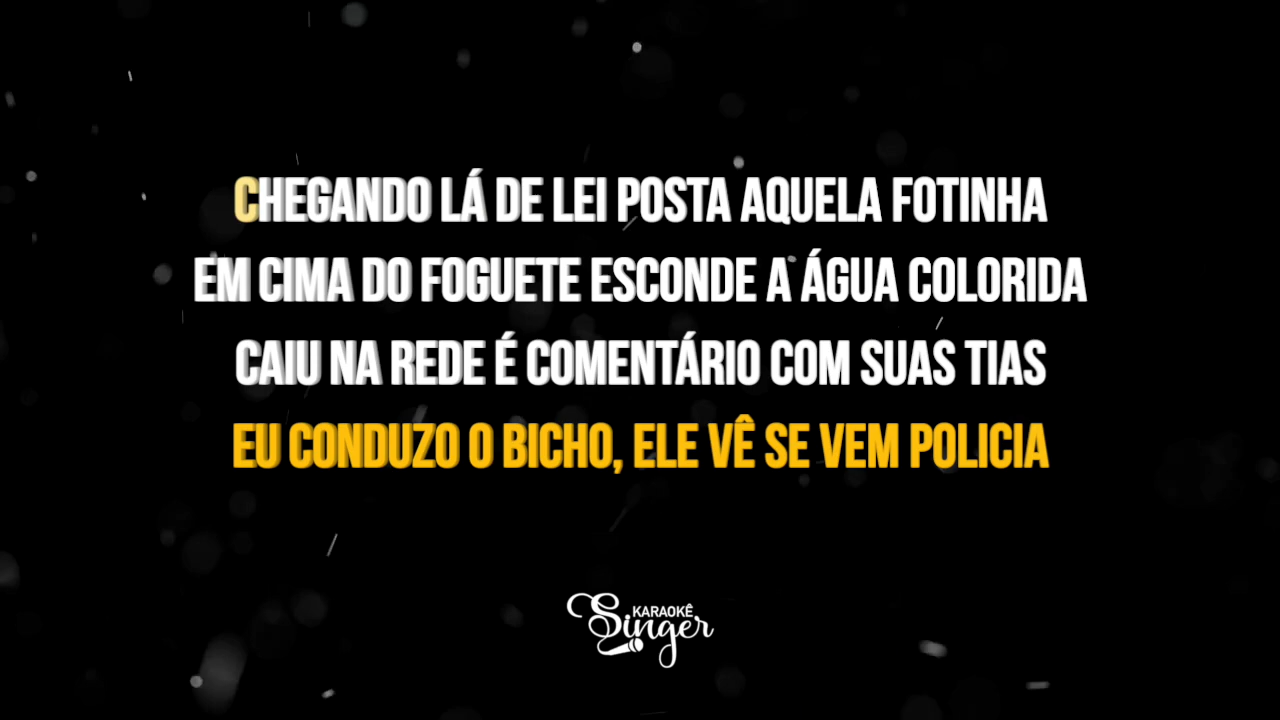 CHEGANDO LÁ DE LEI POSTA AQUELA FOTINHA
EM CIMA DO FOGUETE ESCONDE A ÁGUA COLORIDA
CAIU NA REDE É COMENTÁRIO COM SUAS TIAS
EU CONDUZO O BICHO, ELE VÊ SE VEM POLICIA
KARAOKÊ
Singer